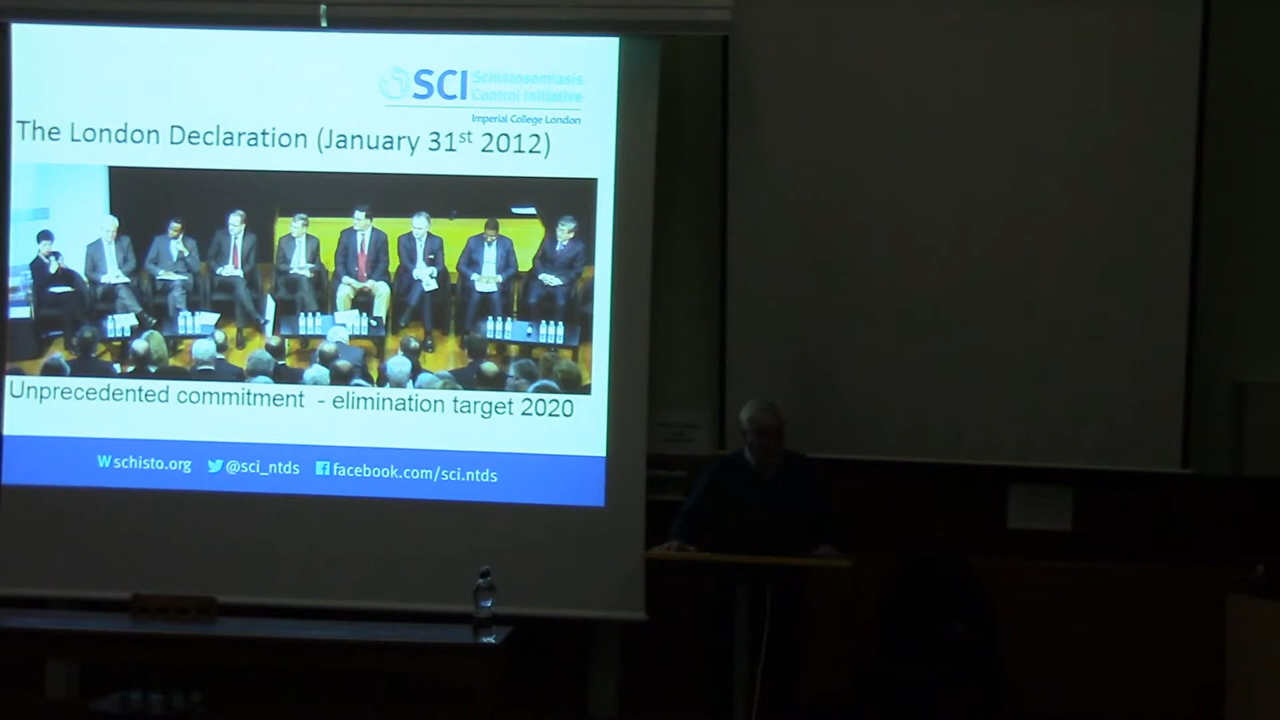 SCI Schistosomiasis
Control Initiative
Imperial College London
The London Declaration (January 31st 2012)
Unprecedented commitment - elimination target 2020
W schisto.org @sci_ntds facebook.com/sci.ntds